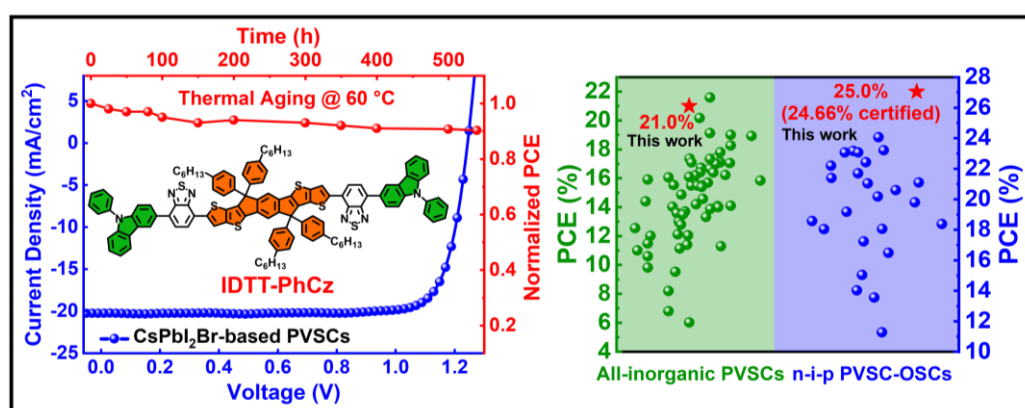 Time (h)
0 100 200 300 400 500
Thermal Aging @ 60 °C
Current Density (mA/cm²)
5
0
-5
-10
-15
-20
-25
1.0
0.8
0.6
0.4
0.2
Normalized PCE
C₆H₁₃
C₆H₁₃
N
N S N
S
S
S
S
N S N
N
C₆H₁₃
C₆H₁₃
IDTT-PhCz
CsPbI₂Br-based PVSCs
0.0 0.2 0.4 0.6 0.8 1.0 1.2
Voltage (V)
PCE (%)
22
20
18
16
14
12
10
8
6
4
21.0%
This work
25.0%
(24.66% certified)
This work
28
26
24
22
20
18
16
14
12
10
PCE (%)
All-inorganic PVSCs
n-i-p PVSC-OSCs